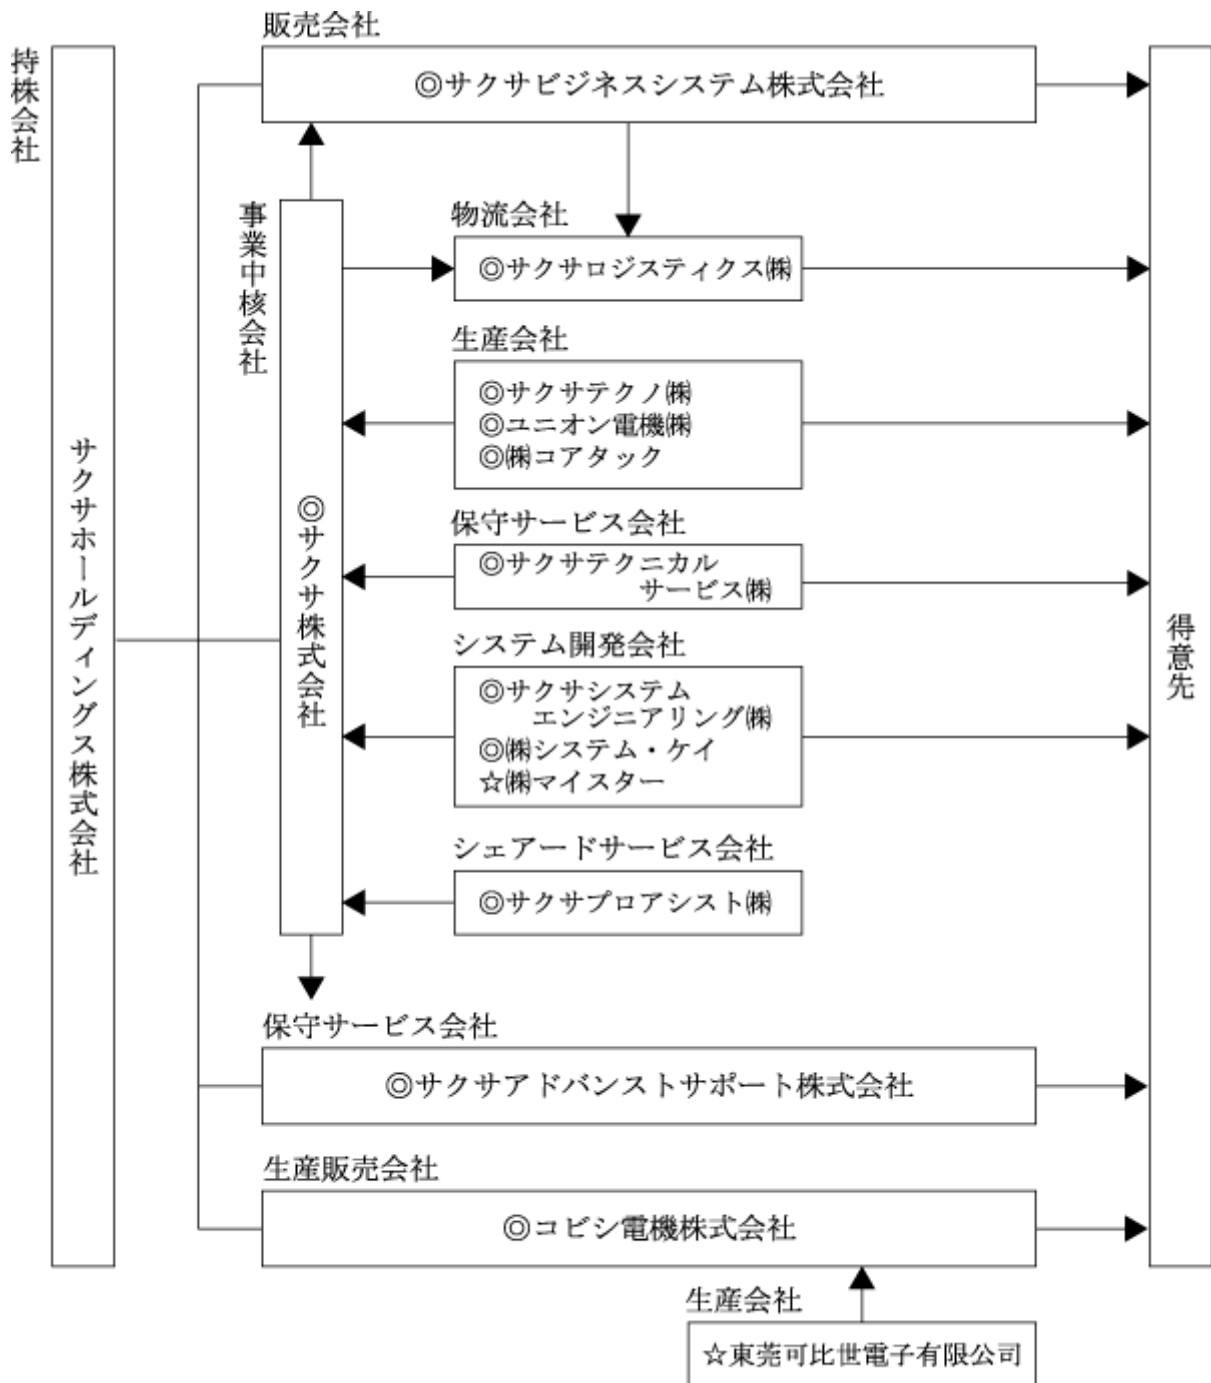 販売会社
持株会社
◎サクサビジネスシステム株式会社
事業中核会社
物流会社
◎サクサロジスティクス㈱
生産会社
◎サクサテクノ㈱
◎ユニオン電機㈱
◎㈱コアタック
サクサホールディングス株式会社
◎サクサ株式会社
保守サービス会社
◎サクサテクニカル
サービス㈱
得意先
システム開発会社
◎サクサシステム
エンジニアリング㈱
◎㈱システム・ケイ
☆㈱マイスター
シェアードサービス会社
◎サクサプロアシスト㈱
保守サービス会社
◎サクサアドバンストサポート株式会社
生産販売会社
◎コビシ電機株式会社
生産会社
☆東莞可比世電子有限公司